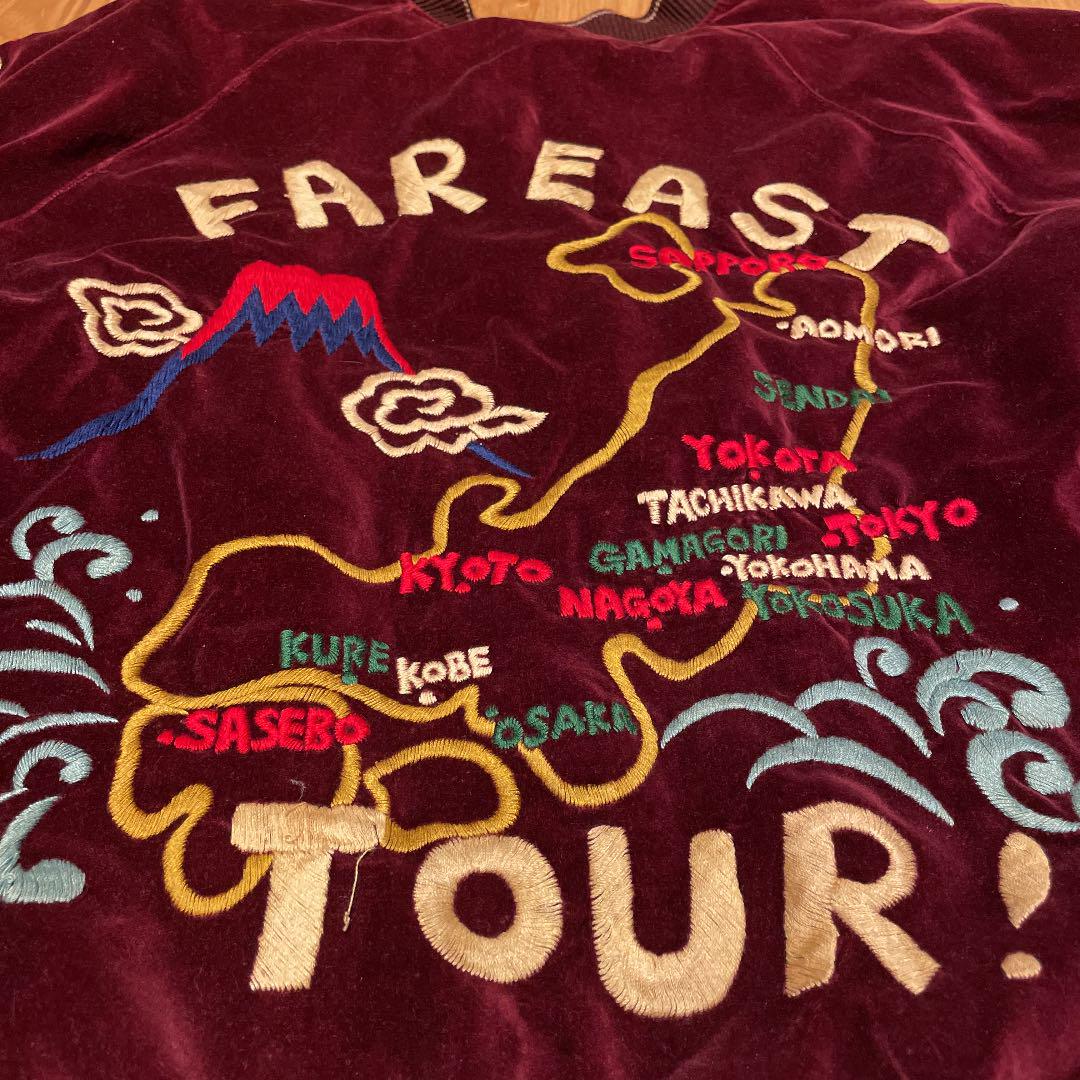 FAR EAST
SAPPORO
AOMORI
SENDAI
YOKOTA
TACHIKAWA
TOKYO
GAMAGORI
YOKOHAMA
KYOTO
NAGOYA
YOKOSUKA
KURE
KOBE
SASEBO
OSAKA
TOUR!